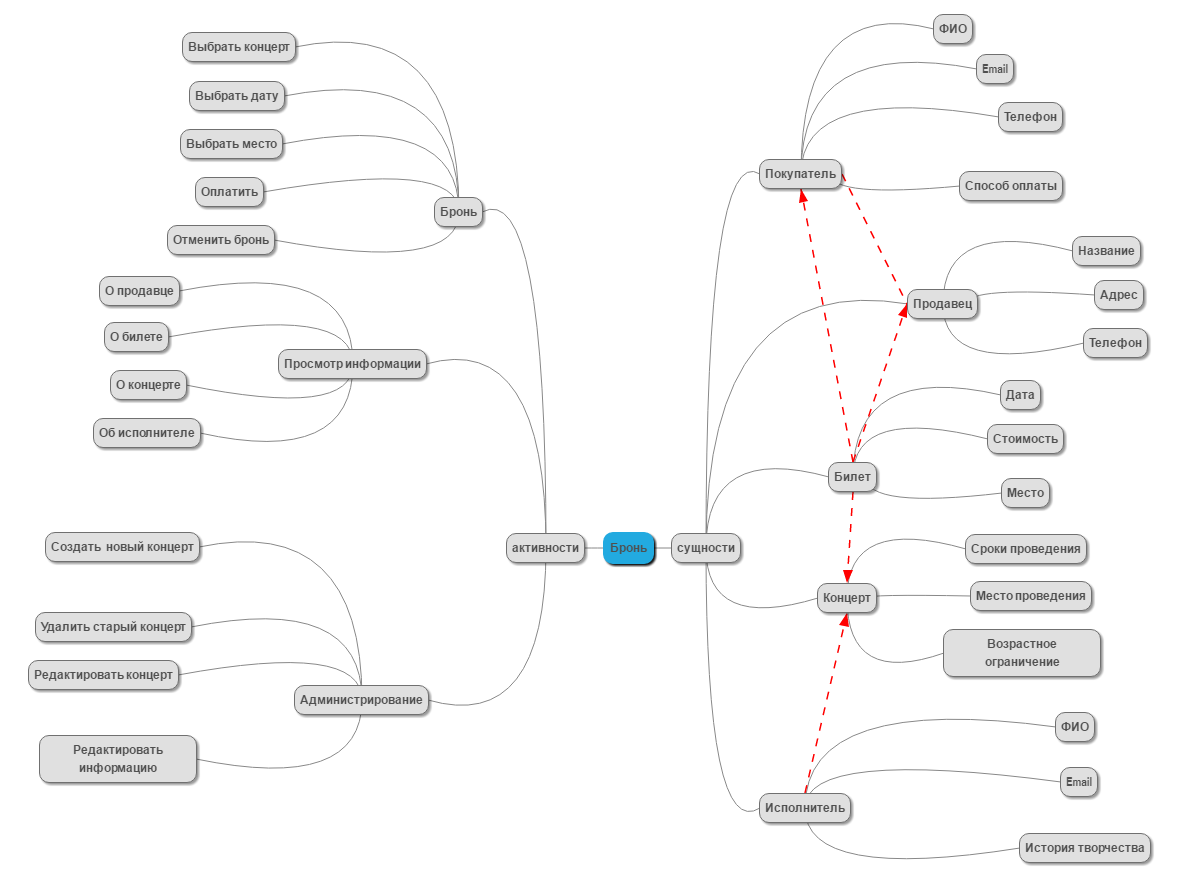 Выбрать концерт
Выбрать дату
Выбрать место
Оплатить
Отменить бронь
Бронь
О продавце
О билете
О концерте
Об исполнителе
Просмотр информации
Создать новый концерт
Удалить старый концерт
Редактировать концерт
Редактировать
информацию
Администрирование
активности
Бронь
сущности
ФИО
Email
Телефон
Способ оплаты
Покупатель
Название
Адрес
Телефон
Продавец
Дата
Стоимость
Место
Билет
Сроки проведения
Место проведения
Возрастное
ограничение
Концерт
ФИО
Email
История творчества
Исполнитель